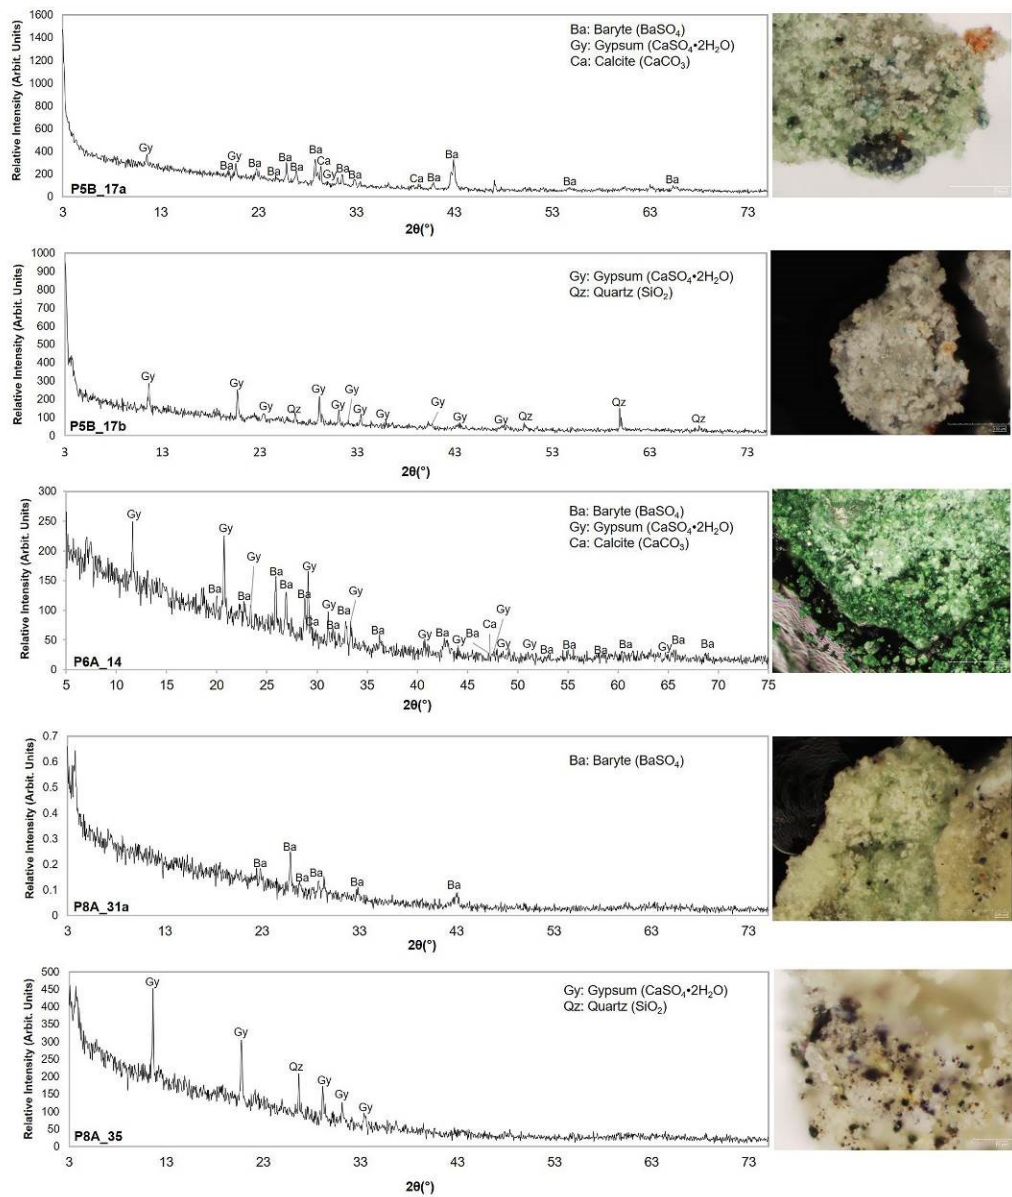 Relative Intensity (Arbit. Units)
1600
1400
1200
1000
800
600
400
200
0
Ba: Baryte (BaSO₄)
Gy: Gypsum (CaSO₄•2H₂O)
Ca: Calcite (CaCO₃)
Gy
Ba
Gy
Ba
Ba
Ba
Ba
Ba
Ca
Gy
Ba
Ba
Ca
Ba
Ba
Ba
Ba
P5B_17a
3 13 23 33 43 53 63 73
2θ(°)
Relative Intensity (Arbit. Units)
1000
900
800
700
600
500
400
300
200
100
0
Gy: Gypsum (CaSO₄•2H₂O)
Qz: Quartz (SiO₂)
Gy
Gy
Gy
Qz
Gy
Gy
Gy
Gy
Gy
Gy
Gy
Gy
Qz
Qz
Qz
P5B_17b
3 13 23 33 43 53 63 73
2θ(°)
Relative Intensity (Arbit. Units)
300
250
200
150
100
50
0
Ba: Baryte (BaSO₄)
Gy: Gypsum (CaSO₄•2H₂O)
Ca: Calcite (CaCO₃)
Gy
Ba
Gy
Ba
Gy
Ba
Ba
Ba
Gy
Ca
Gy
Ba
Ba
Gy
Ba
Gy
Ba
Gy
Ba
Ca
Gy
Gy
Gy
Ba
Ba
Ba
Ba
Gy
Ba
Ba
P6A_14
5 10 15 20 25 30 35 40 45 50 55 60 65 70 75
2θ(°)
Relative Intensity (Arbit. Units)
0.7
0.6
0.5
0.4
0.3
0.2
0.1
0
Ba: Baryte (BaSO₄)
Ba
Ba
Ba
Ba
Ba
Ba
P8A_31a
3 13 23 33 43 53 63 73
2θ(°)
Relative Intensity (Arbit. Units)
500
450
400
350
300
250
200
150
100
50
0
Gy: Gypsum (CaSO₄•2H₂O)
Qz: Quartz (SiO₂)
Gy
Gy
Qz
Gy
Gy
Gy
P8A_35
3 13 23 33 43 53 63 73
2θ(°)